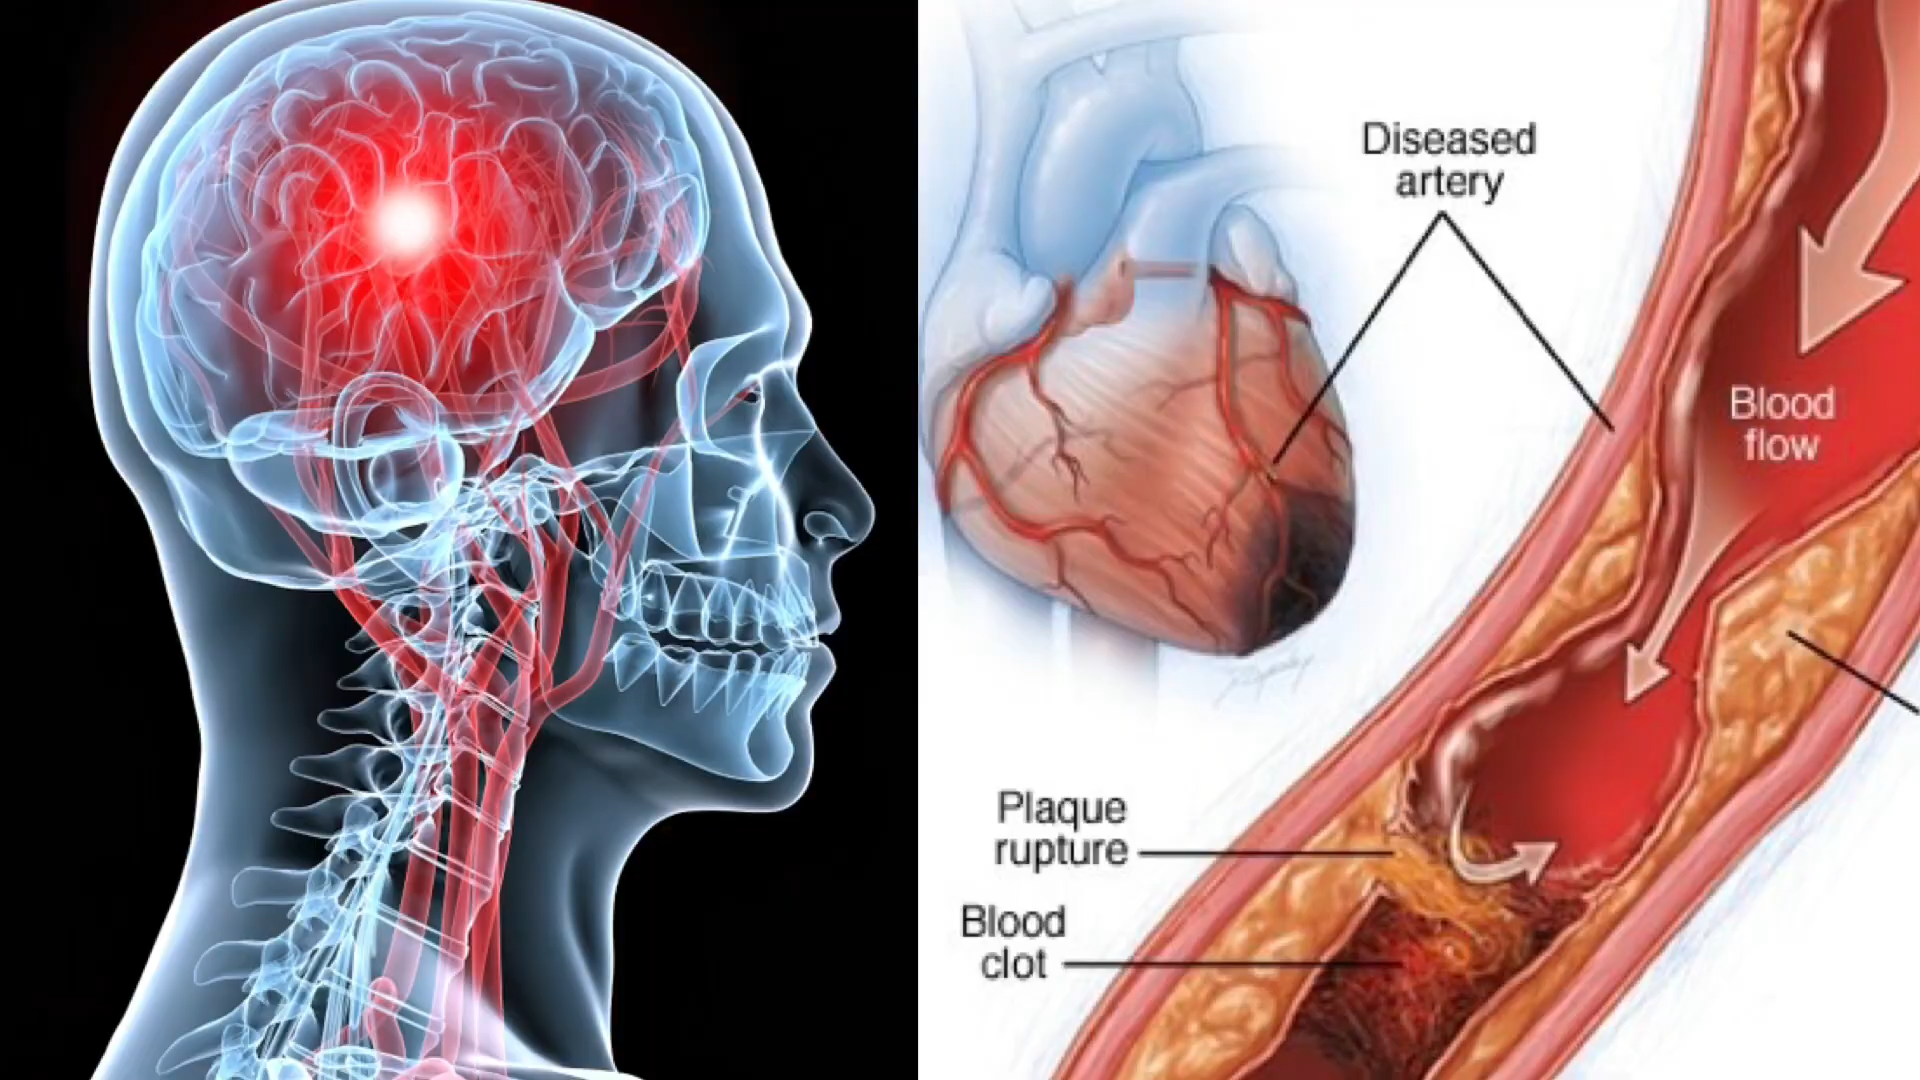 Diseased
artery
Blood
flow
Plaque
rupture
Blood
clot